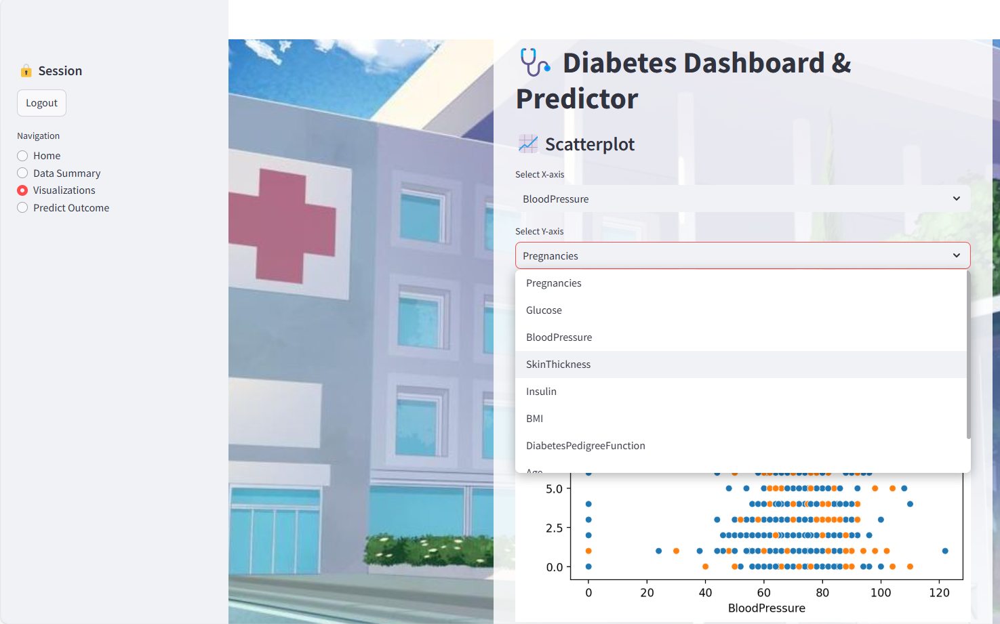 Session
Logout
Navigation
Home
Data Summary
Visualizations
Predict Outcome
Diabetes Dashboard &
Predictor
Scatterplot
Select X-axis
BloodPressure
Select Y-axis
Pregnancies
Pregnancies
Glucose
BloodPressure
SkinThickness
Insulin
BMI
DiabetesPedigreeFunction
Age
5.0
2.5
0.0
0 20 40 60 80 100 120
BloodPressure